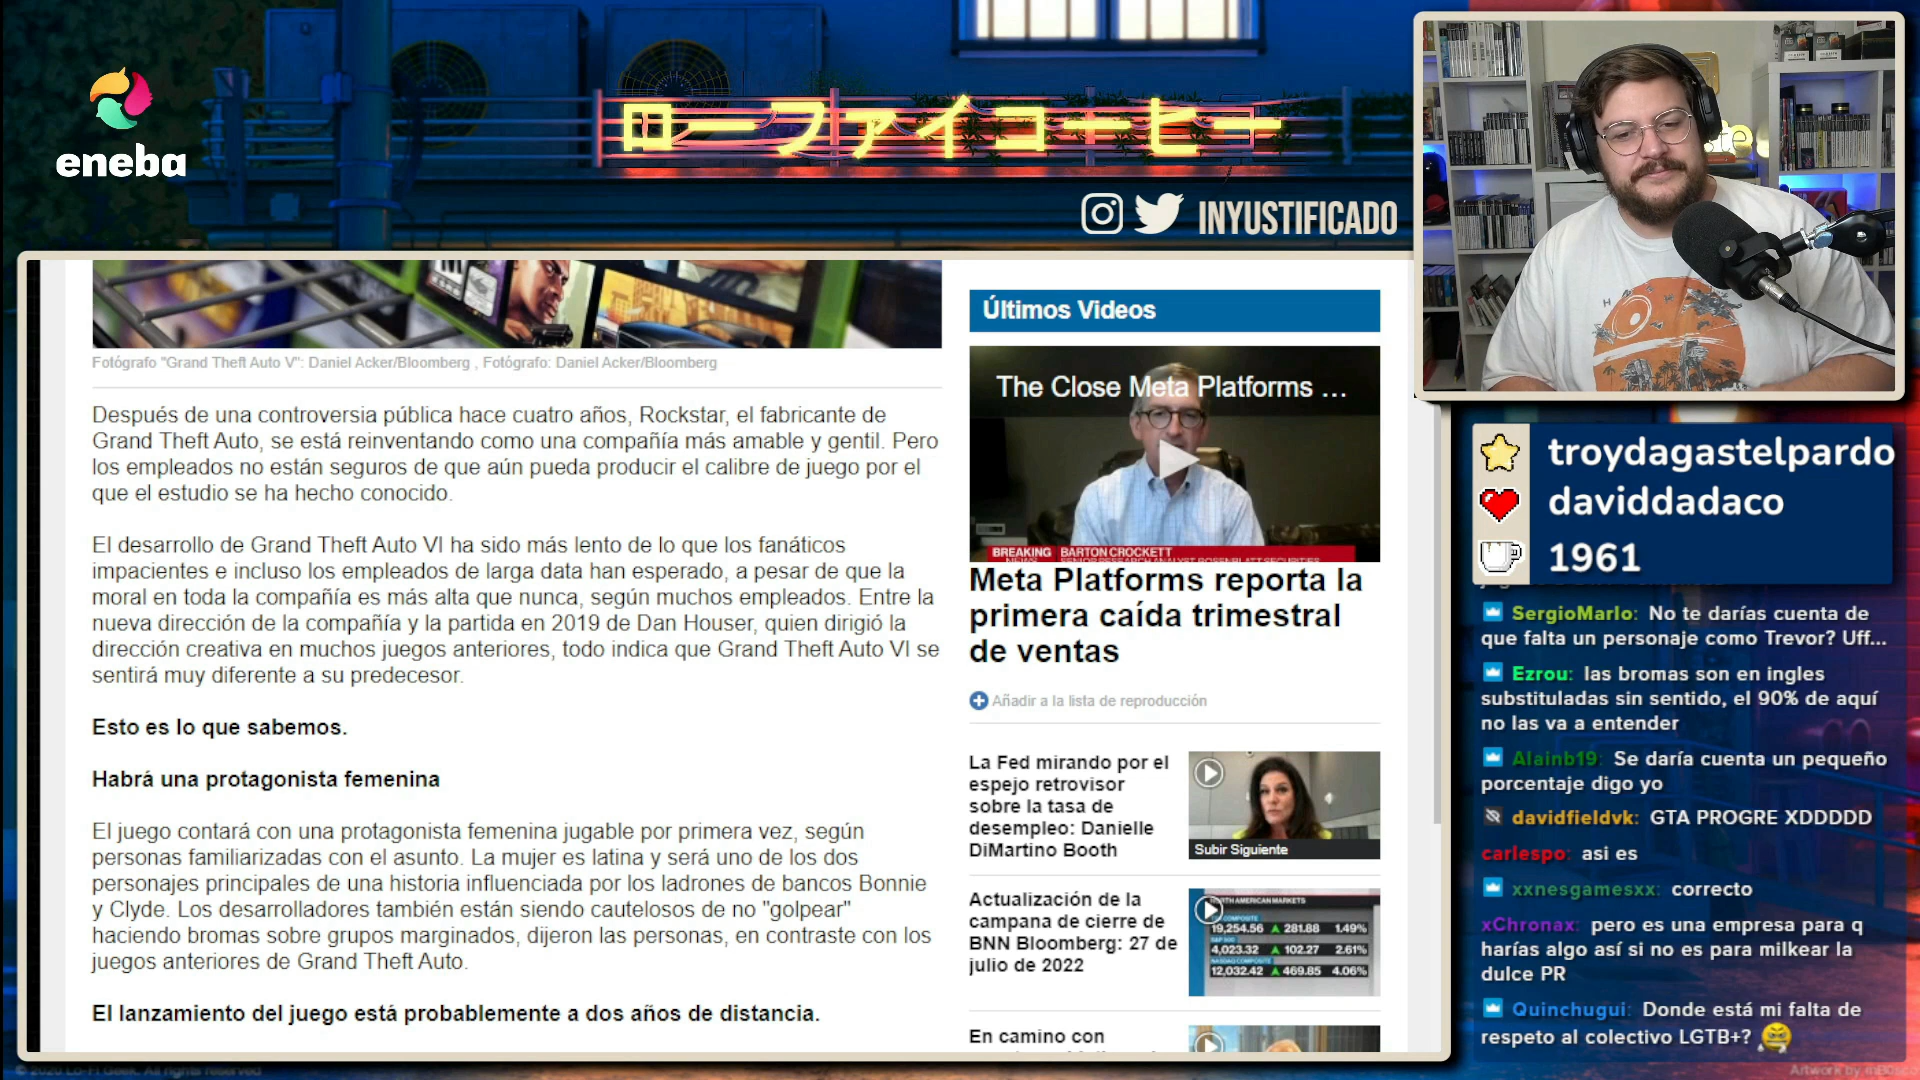 eneba
ローファイコーヒー
INYUSTIFICADO
Fotógrafo "Grand Theft Auto V": Daniel Acker/Bloomberg , Fotógrafo: Daniel Acker/Bloomberg
Después de una controversia pública hace cuatro años, Rockstar, el fabricante de
Grand Theft Auto, se está reinventando como una compañía más amable y gentil. Pero
los empleados no están seguros de que aún pueda producir el calibre de juego por el
que el estudio se ha hecho conocido.
El desarrollo de Grand Theft Auto VI ha sido más lento de lo que los fanáticos
impacientes e incluso los empleados de larga data han esperado, a pesar de que la
moral en toda la compañía es más alta que nunca, según muchos empleados. Entre la
nueva dirección de la compañía y la partida en 2019 de Dan Houser, quien dirigió la
dirección creativa en muchos juegos anteriores, todo indica que Grand Theft Auto VI se
sentirá muy diferente a su predecesor.
Esto es lo que sabemos.
Habrá una protagonista femenina
El juego contará con una protagonista femenina jugable por primera vez, según
personas familiarizadas con el asunto. La mujer es latina y será uno de los dos
personajes principales de una historia influenciada por los ladrones de bancos Bonnie
y Clyde. Los desarrolladores también están siendo cautelosos de no "golpear"
haciendo bromas sobre grupos marginados, dijeron las personas, en contraste con los
juegos anteriores de Grand Theft Auto.
El lanzamiento del juego está probablemente a dos años de distancia.
Últimos Videos
The Close Meta Platforms ...
BREAKING
NEWS
BARTON CROCKETT
SENIOR RESEARCH ANALYST, ROSENBLATT SECURITIES
Meta Platforms reporta la
primera caída trimestral
de ventas
Añadir a la lista de reproducción
La Fed mirando por el
espejo retrovisor
sobre la tasa de
desempleo: Danielle
DiMartino Booth
Subir Siguiente
Actualización de la
campana de cierre de
BNN Bloomberg: 27 de
julio de 2022
NORTH AMERICAN MARKETS
19,254.56 ▲ 281.88 1.49%
4,023.32 ▲ 102.27 2.61%
12,032.42 ▲ 469.85 4.06%
En camino con
troydagastelpardo
daviddadaco
1961
SergioMarlo: No te darías cuenta de
que falta un personaje como Trevor? Uff...
Ezrou: las bromas son en ingles
substituladas sin sentido, el 90% de aquí
no las va a entender
Alainb19: Se daría cuenta un pequeño
porcentaje digo yo
davidfieldvk: GTA PROGRE XDDDDD
carlespo: asi es
xxnesgamesxx: correcto
xChronax: pero es una empresa para q
harías algo así si no es para milkear la
dulce PR
Quinchugui: Donde está mi falta de
respeto al colectivo LGTB+?
© 2020 Lo-Fi Geek. All rights reserved
Artwork by